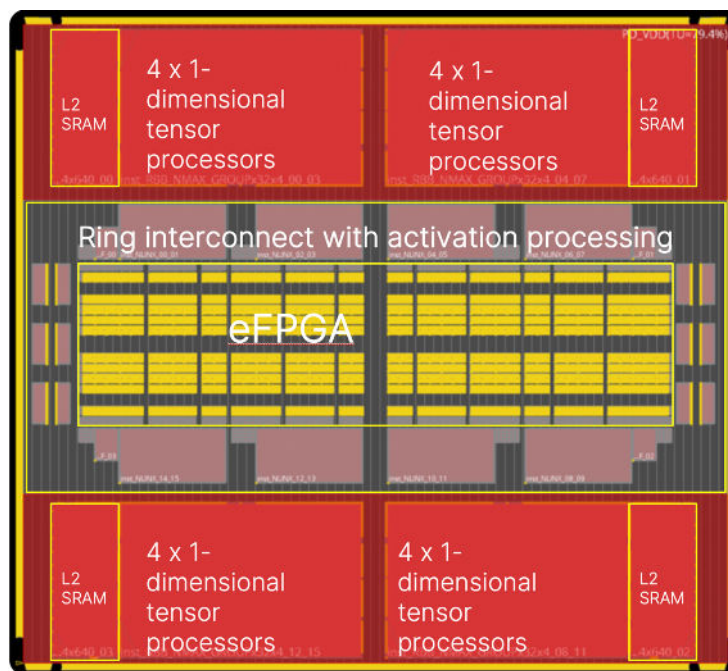 PD_VDD(TU=79.4%)
4 x 1-
dimensional
tensor
processors
4 x 1-
dimensional
tensor
processors
L2
SRAM
L2
SRAM
Ring interconnect with activation processing
eFPGA
4 x 1-
dimensional
tensor
processors
4 x 1-
dimensional
tensor
processors
L2
SRAM
L2
SRAM